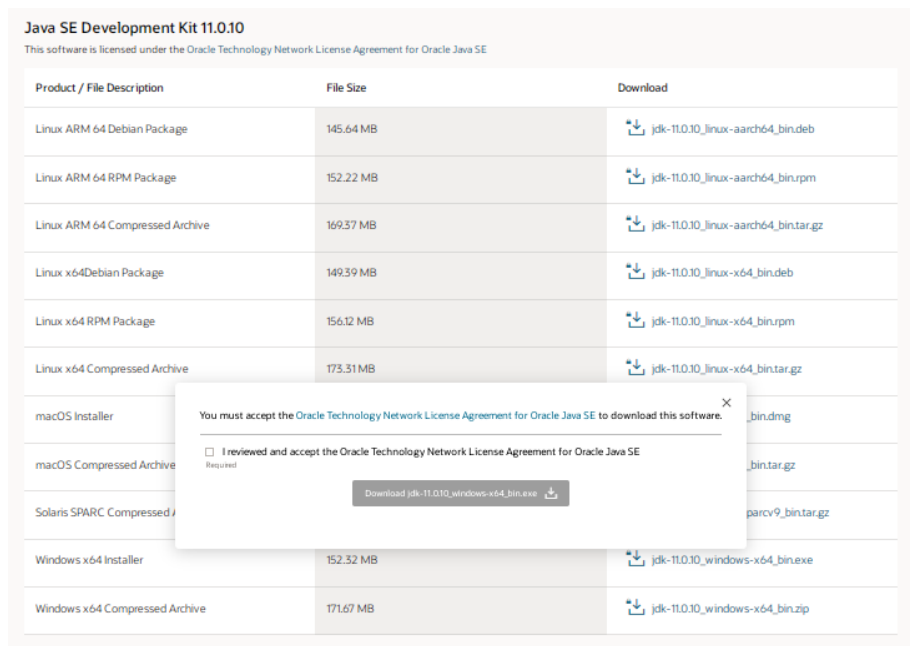 Java SE Development Kit 11.0.10
This software is licensed under the Oracle Technology Network License Agreement for Oracle Java SE
Product / File Description File Size Download
Linux ARM 64 Debian Package 145.64 MB jdk-11.0.10_linux-aarch64_bin.deb
Linux ARM 64 RPM Package 152.22 MB jdk-11.0.10_linux-aarch64_bin.rpm
Linux ARM 64 Compressed Archive 169.37 MB jdk-11.0.10_linux-aarch64_bin.tar.gz
Linux x64Debian Package 149.39 MB jdk-11.0.10_linux-x64_bin.deb
Linux x64 RPM Package 156.12 MB jdk-11.0.10_linux-x64_bin.rpm
Linux x64 Compressed Archive 173.31 MB jdk-11.0.10_linux-x64_bin.tar.gz
macOS Installer _bin.dmg
You must accept the Oracle Technology Network License Agreement for Oracle Java SE to download this software.
I reviewed and accept the Oracle Technology Network License Agreement for Oracle Java SE
Required
macOS Compressed Archive _bin.tar.gz
Download jdk-11.0.10_windows-x64_bin.exe
Solaris SPARC Compressed parcv9_bin.tar.gz
Windows x64 Installer 152.32 MB jdk-11.0.10_windows-x64_bin.exe
Windows x64 Compressed Archive 171.67 MB jdk-11.0.10_windows-x64_bin.zip